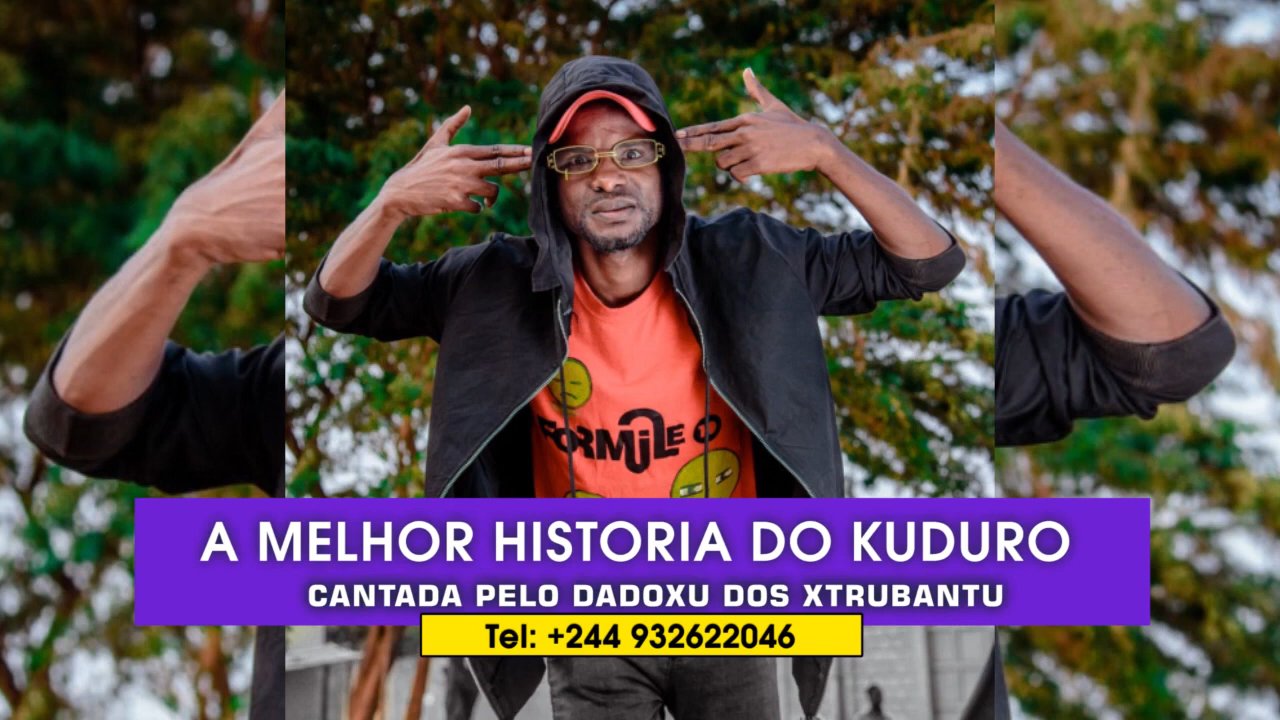 FORMiLE O
A MELHOR HISTORIA DO KUDURO
CANTADA PELO DADOXU DOS XTRUBANTU
Tel: +244 932622046